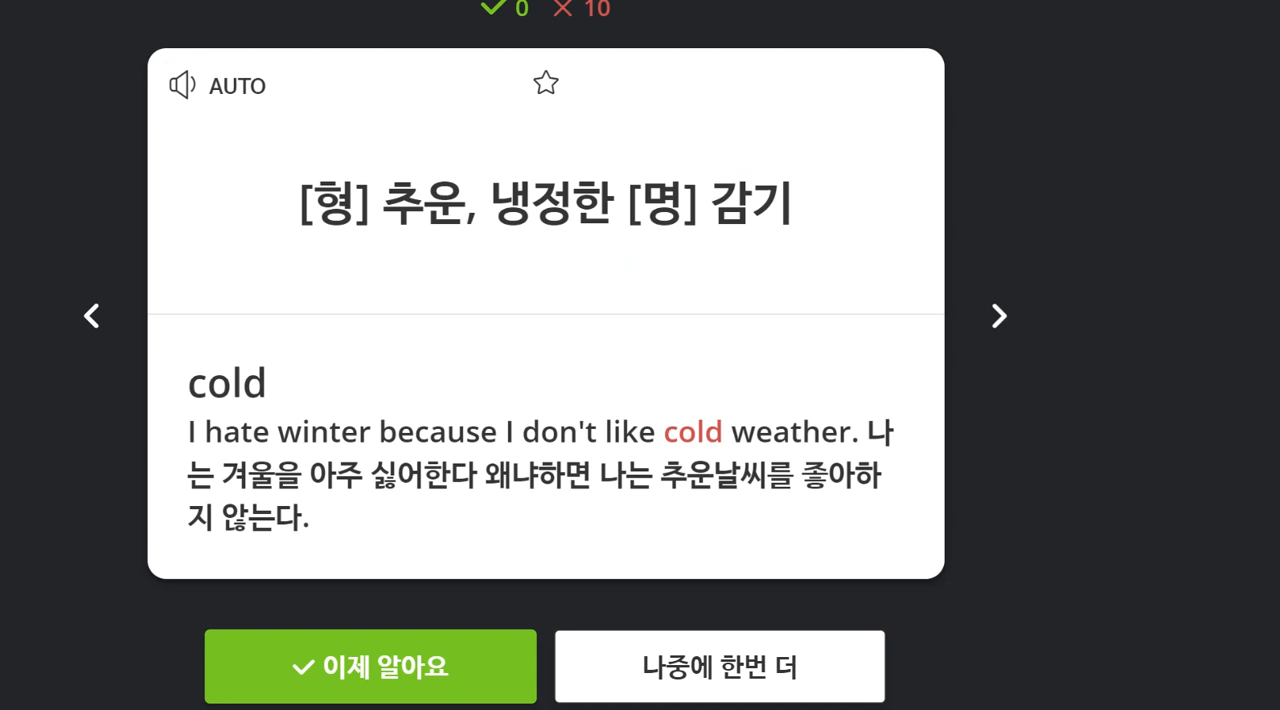 0 10
AUTO
[형] 추운, 냉정한 [명] 감기
cold
I hate winter because I don't like cold weather. 나
는 겨울을 아주 싫어한다 왜냐하면 나는 추운날씨를 좋아하
지 않는다.
이제 알아요
나중에 한번 더